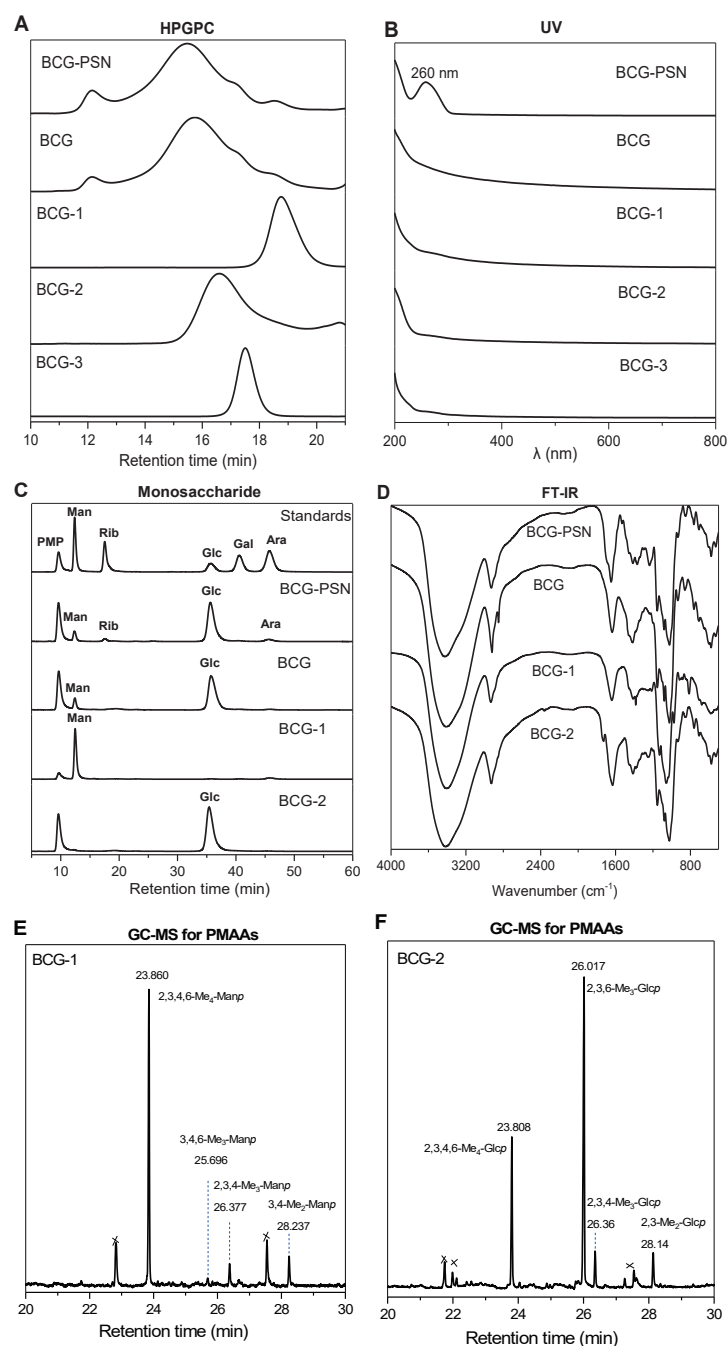 A
HPGPC
BCG-PSN
BCG
BCG-1
BCG-2
BCG-3
10 12 14 16 18 20
Retention time (min)
B
UV
260 nm
BCG-PSN
BCG
BCG-1
BCG-2
BCG-3
200 400 600 800
λ (nm)
C
Monosaccharide
Standards
PMP Man Rib Glc Gal Ara
BCG-PSN
Man Rib Glc Ara
BCG
Man Glc
BCG-1
Man
BCG-2
Glc
10 20 30 40 50 60
Retention time (min)
D
FT-IR
BCG-PSN
BCG
BCG-1
BCG-2
4000 3200 2400 1600 800
Wavenumber (cm⁻¹)
E
GC-MS for PMAAs
BCG-1
23.860
2,3,4,6-Me₄-Manp
3,4,6-Me₃-Manp
25.696
2,3,4-Me₃-Manp
26.377
3,4-Me₂-Manp
28.237
x
x
20 22 24 26 28 30
Retention time (min)
F
GC-MS for PMAAs
BCG-2
26.017
2,3,6-Me₃-Glcp
23.808
2,3,4,6-Me₄-Glcp
2,3,4-Me₃-Glcp
26.36
2,3-Me₂-Glcp
28.14
x
x
x
20 22 24 26 28 30
Retention time (min)